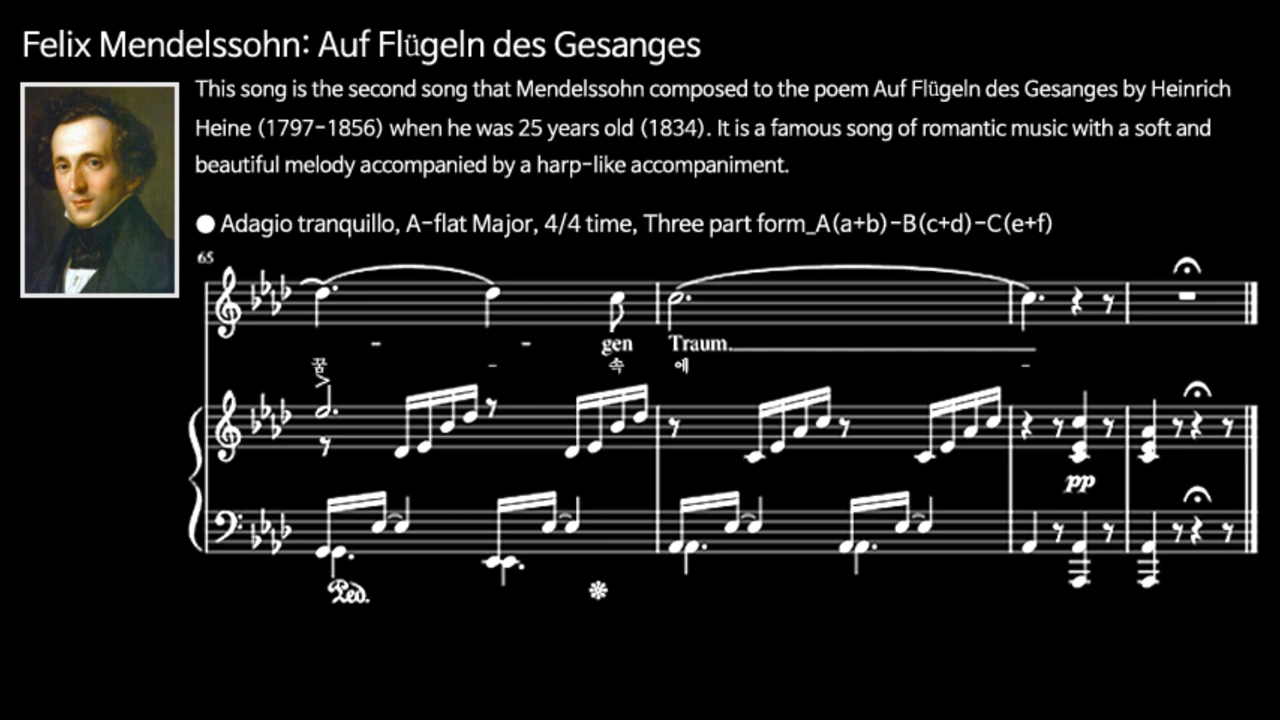 Felix Mendelssohn: Auf Flügeln des Gesanges
This song is the second song that Mendelssohn composed to the poem Auf Flügeln des Gesanges by Heinrich
Heine (1797-1856) when he was 25 years old (1834). It is a famous song of romantic music with a soft and
beautiful melody accompanied by a harp-like accompaniment.
● Adagio tranquillo, A-flat Major, 4/4 time, Three part form_A(a+b)-B(c+d)-C(e+f)
65
- - gen Traum.
꿈 - 속 에 -
pp
Ped.